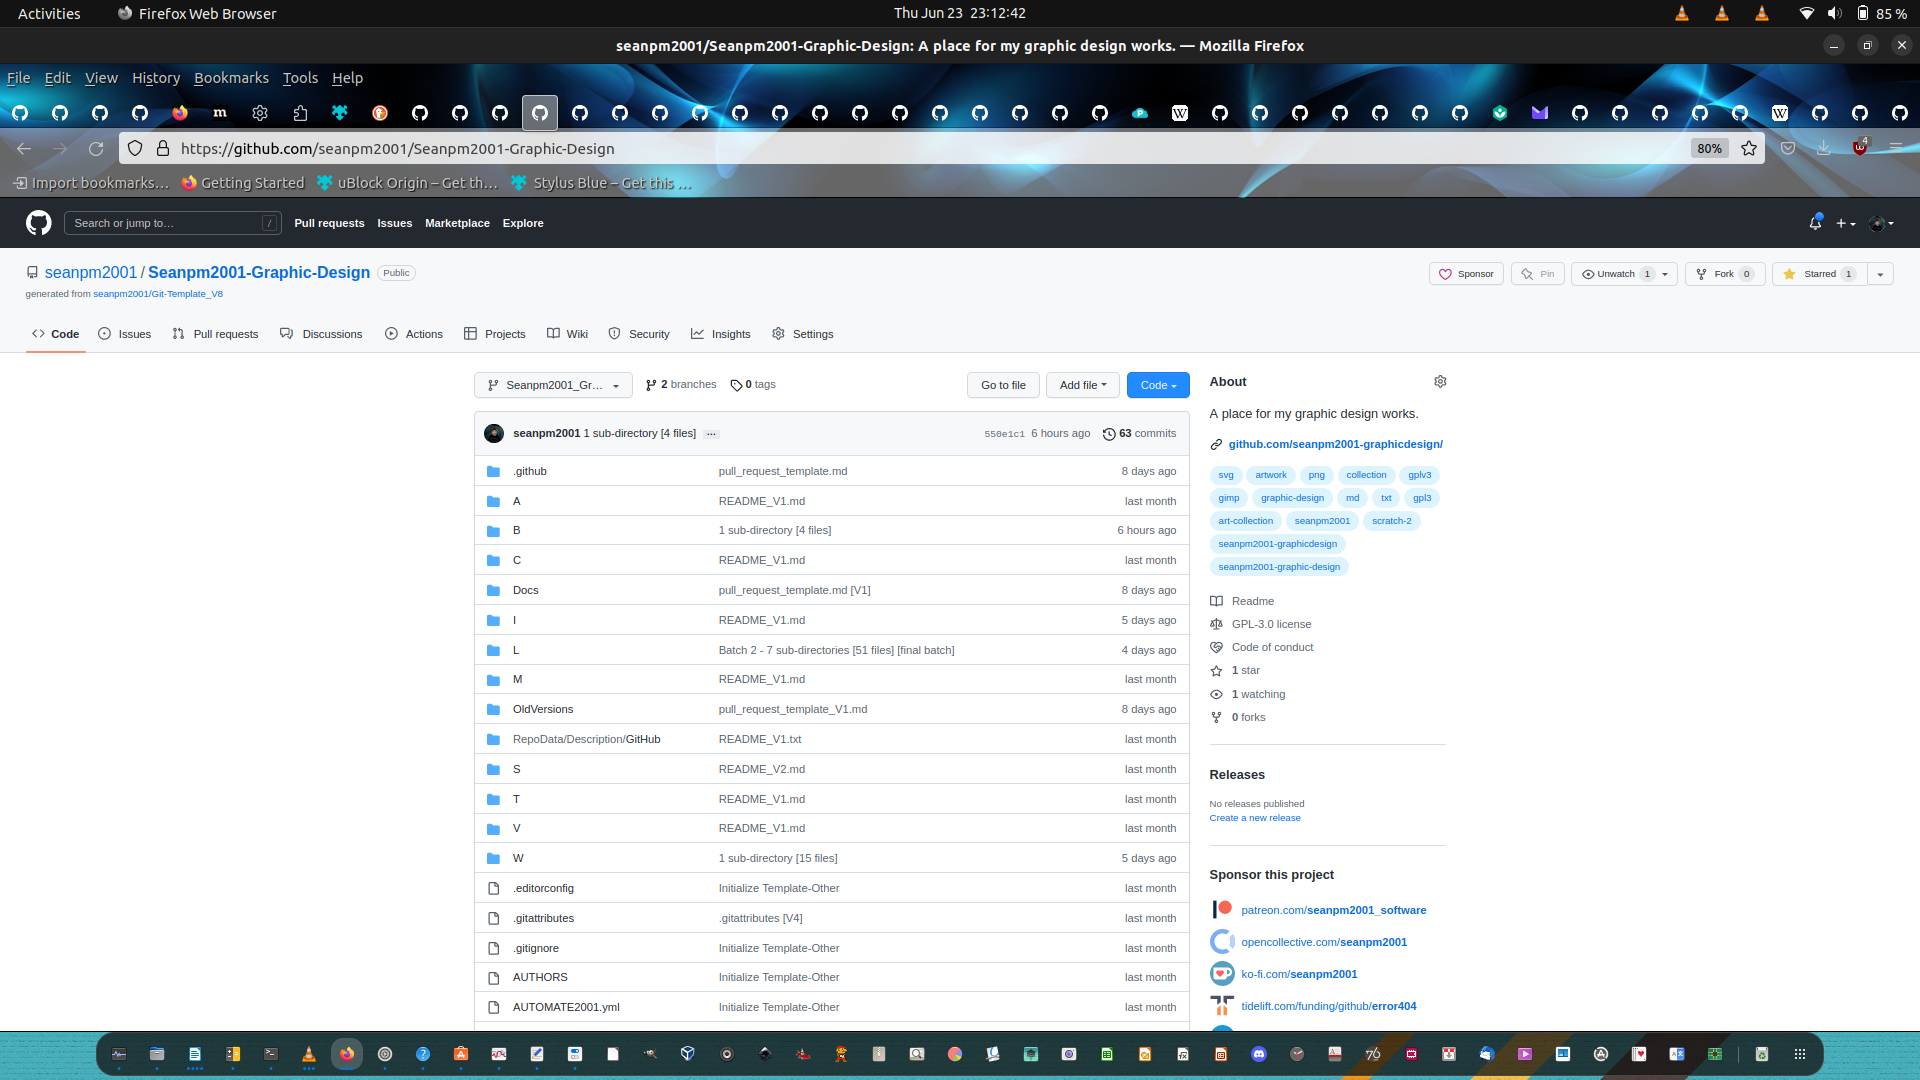 Activities
Firefox Web Browser
Thu Jun 23 23:12:42
85 %
seanpm2001/Seanpm2001-Graphic-Design: A place for my graphic design works. — Mozilla Firefox
File Edit View History Bookmarks Tools Help
https://github.com/seanpm2001/Seanpm2001-Graphic-Design
80%
4
Import bookmarks…
Getting Started
uBlock Origin – Get th…
Stylus Blue – Get this …
Search or jump to…
/
Pull requests
Issues
Marketplace
Explore
seanpm2001 / Seanpm2001-Graphic-Design
Public
Sponsor
Pin
Unwatch 1
Fork 0
Starred 1
generated from seanpm2001/Git-Template_V8
Code
Issues
Pull requests
Discussions
Actions
Projects
Wiki
Security
Insights
Settings
Seanpm2001_Gr…
2 branches
0 tags
Go to file
Add file
Code
seanpm2001 1 sub-directory [4 files] …
550e1c1 6 hours ago
63 commits
.github pull_request_template.md 8 days ago
A README_V1.md last month
B 1 sub-directory [4 files] 6 hours ago
C README_V1.md last month
Docs pull_request_template.md [V1] 8 days ago
I README_V1.md 5 days ago
L Batch 2 - 7 sub-directories [51 files] [final batch] 4 days ago
M README_V1.md last month
OldVersions pull_request_template_V1.md 8 days ago
RepoData/Description/GitHub README_V1.txt last month
S README_V2.md last month
T README_V1.md last month
V README_V1.md last month
W 1 sub-directory [15 files] 5 days ago
.editorconfig Initialize Template-Other last month
.gitattributes .gitattributes [V4] last month
.gitignore Initialize Template-Other last month
AUTHORS Initialize Template-Other last month
AUTOMATE2001.yml Initialize Template-Other last month
About
A place for my graphic design works.
github.com/seanpm2001-graphicdesign/
svg artwork png collection gplv3
gimp graphic-design md txt gpl3
art-collection seanpm2001 scratch-2
seanpm2001-graphicdesign
seanpm2001-graphic-design
Readme
GPL-3.0 license
Code of conduct
1 star
1 watching
0 forks
Releases
No releases published
Create a new release
Sponsor this project
patreon.com/seanpm2001_software
opencollective.com/seanpm2001
ko-fi.com/seanpm2001
tidelift.com/funding/github/error404